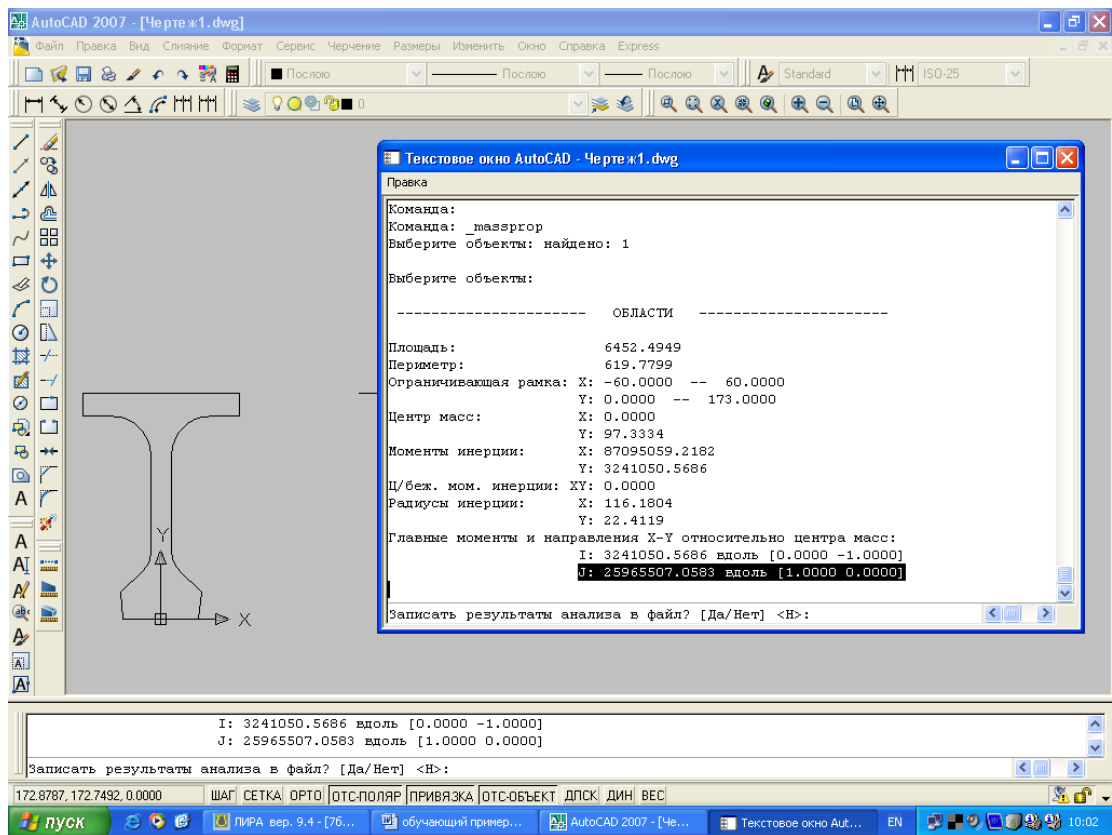 AutoCAD 2007 - [Чертеж1.dwg]
Файл Правка Вид Слияние Формат Сервис Черчение Размеры Изменить Окно Справка Express
Послою Послою Послою Standard ISO-25
0
Текстовое окно AutoCAD - Чертеж1.dwg
Правка
Команда:
Команда: _massprop
Выберите объекты: найдено: 1
Выберите объекты:
---------------------- ОБЛАСТИ ----------------------
Площадь: 6452.4949
Периметр: 619.7799
Ограничивающая рамка: X: -60.0000 -- 60.0000
Y: 0.0000 -- 173.0000
Центр масс: X: 0.0000
Y: 97.3334
Моменты инерции: X: 87095059.2182
Y: 3241050.5686
Ц/беж. мом. инерции: XY: 0.0000
Радиусы инерции: X: 116.1804
Y: 22.4119
Главные моменты и направления X-Y относительно центра масс:
I: 3241050.5686 вдоль [0.0000 -1.0000]
J: 25965507.0583 вдоль [1.0000 0.0000]
Записать результаты анализа в файл? [Да/Нет] <Н>:
Y
X
I: 3241050.5686 вдоль [0.0000 -1.0000]
J: 25965507.0583 вдоль [1.0000 0.0000]
Записать результаты анализа в файл? [Да/Нет] <Н>:
172.8787, 172.7492, 0.0000 ШАГ СЕТКА ОРТО ОТС-ПОЛЯР ПРИВЯЗКА ОТС-ОБЪЕКТ ДПСК ДИН ВЕС
пуск ЛИРА вер. 9.4 - [7б... обучающий пример... AutoCAD 2007 - [Че... Текстовое окно Aut... EN 10:02